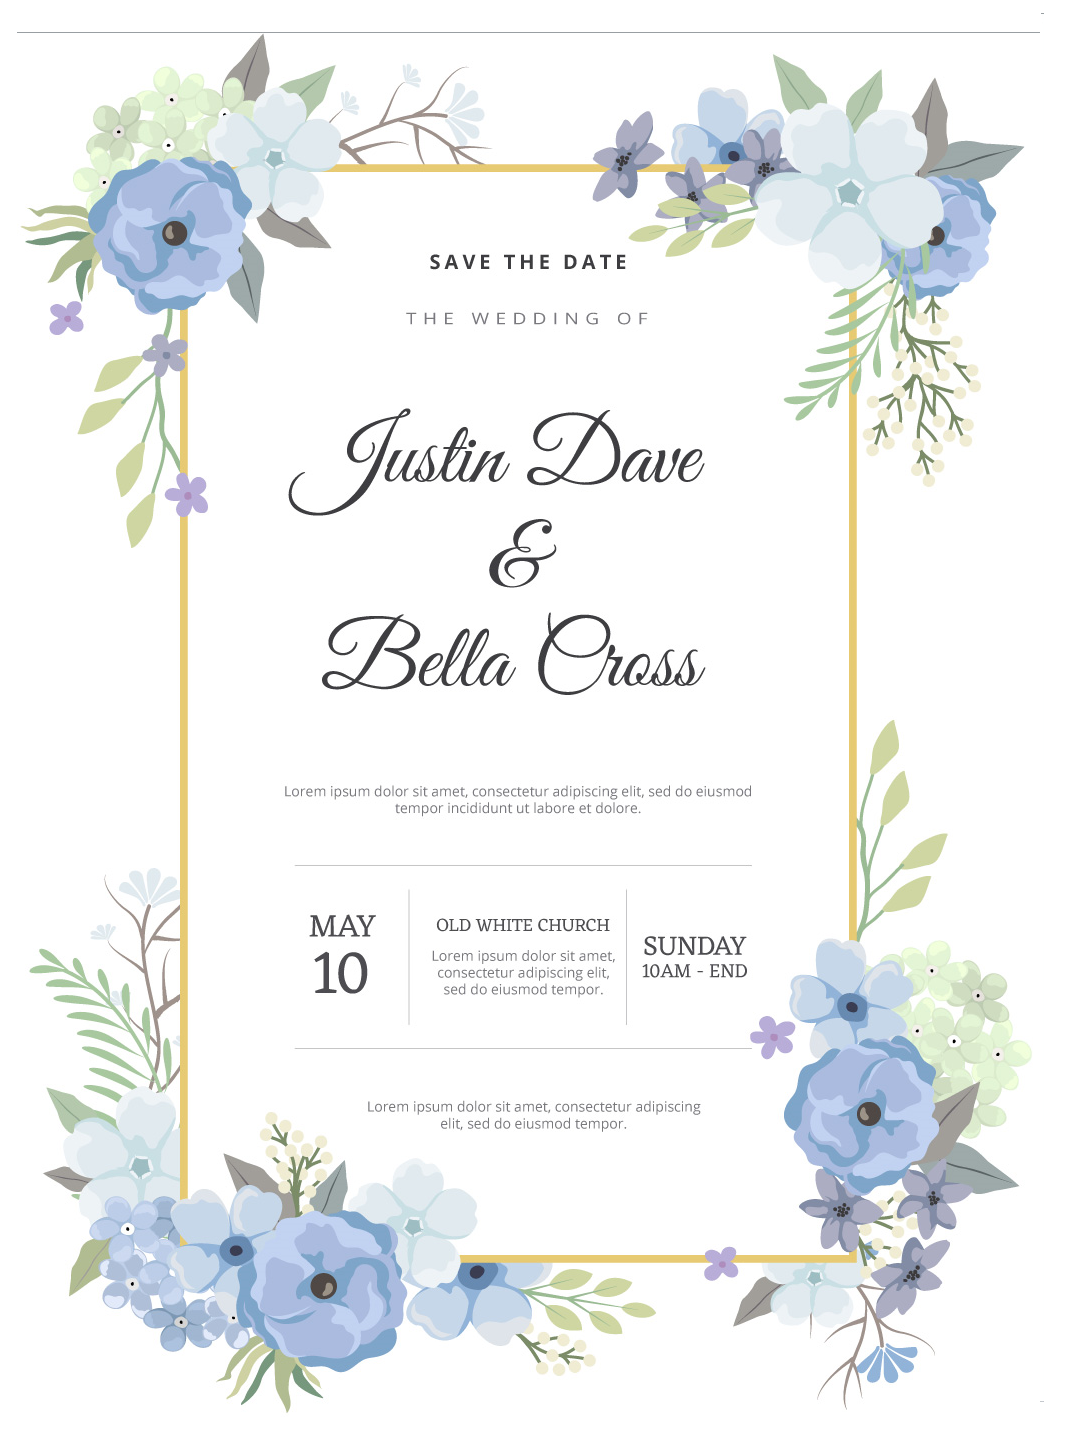 SAVE THE DATE
THE WEDDING OF
Justin Dave
&
Bella Cross
Lorem ipsum dolor sit amet, consectetur adipiscing elit, sed do eiusmod
tempor incididunt ut labore et dolore.
MAY
10
OLD WHITE CHURCH
Lorem ipsum dolor sit amet,
consectetur adipiscing elit,
sed do eiusmod tempor.
SUNDAY
10AM - END
Lorem ipsum dolor sit amet, consectetur adipiscing
elit, sed do eiusmod tempor.